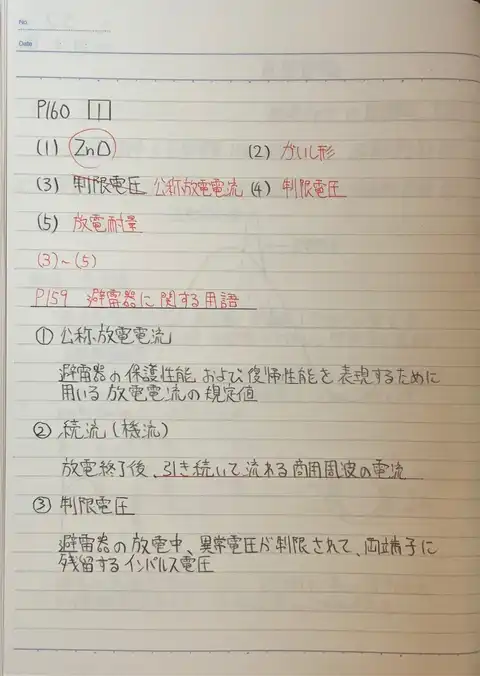 No.
Date
P160 1
(1) ZnO (2) がいし形
(3) 制限電圧 公称放電電流 (4) 制限電圧
(5) 放電耐量
(3)~(5)
P159 避雷器に関する用語
① 公称放電電流
避雷器の保護性能および復帰性能を表現するために
用いる放電電流の規定値
② 続流(機流)
放電終了後、引き続いて流れる商用周波の電流
③ 制限電圧
避雷器の放電中、異常電圧が制限されて、両端子に
残留するインパルス電圧